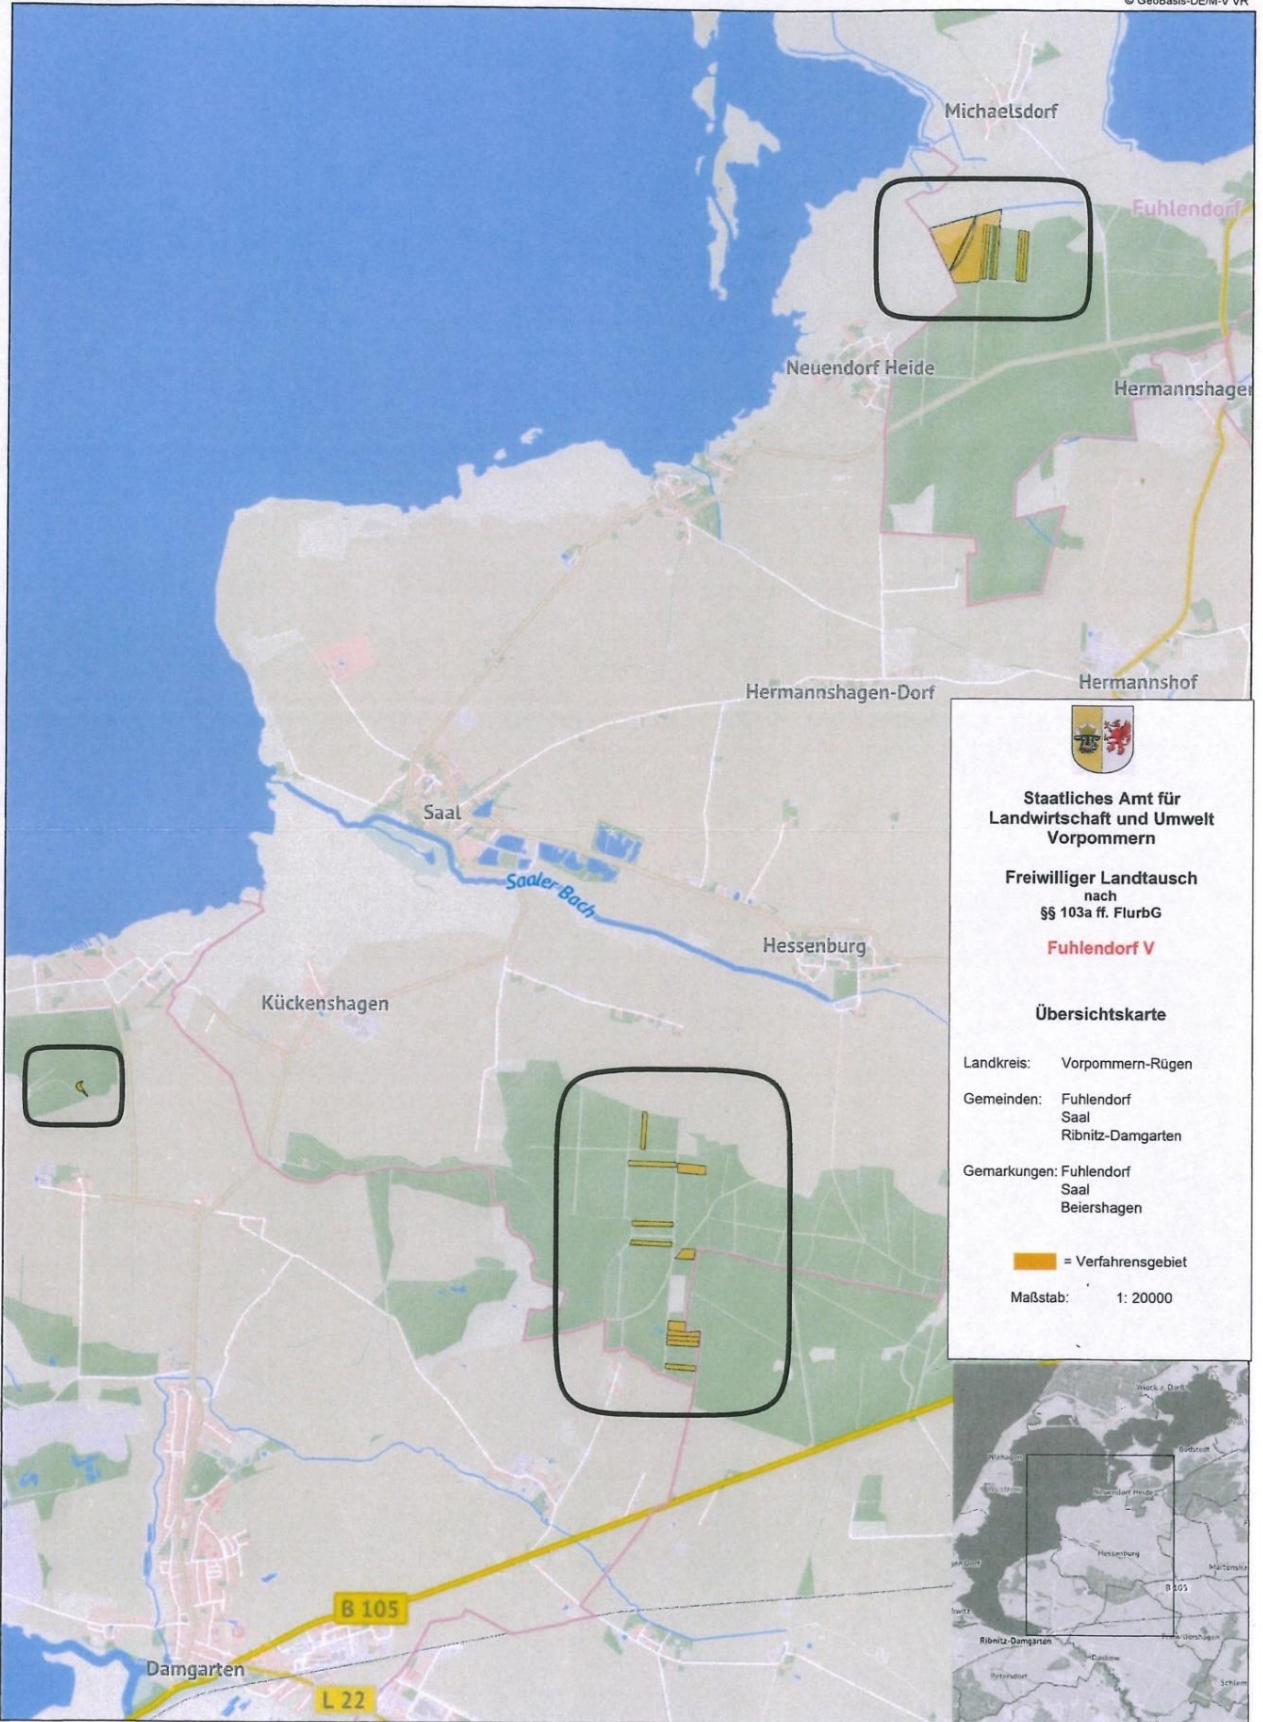 © GeoBasis-DE/M-V VR
Michaelsdorf
Fuhlendorf
Neuendorf Heide
Hermannshagen
Hermannshagen-Dorf
Hermannshof
Saal
Saaler Bach
Hessenburg
Kückenshagen
B 105
Damgarten
L 22
Staatliches Amt für
Landwirtschaft und Umwelt
Vorpommern
Freiwilliger Landtausch
nach
§§ 103a ff. FlurbG
Fuhlendorf V
Übersichtskarte
Landkreis: Vorpommern-Rügen
Gemeinden: Fuhlendorf
Saal
Ribnitz-Damgarten
Gemarkungen: Fuhlendorf
Saal
Beiershagen
= Verfahrensgebiet
Maßstab: 1: 20000
Neuendorf Heide
Hessenburg
B 105
Ribnitz-Damgarten